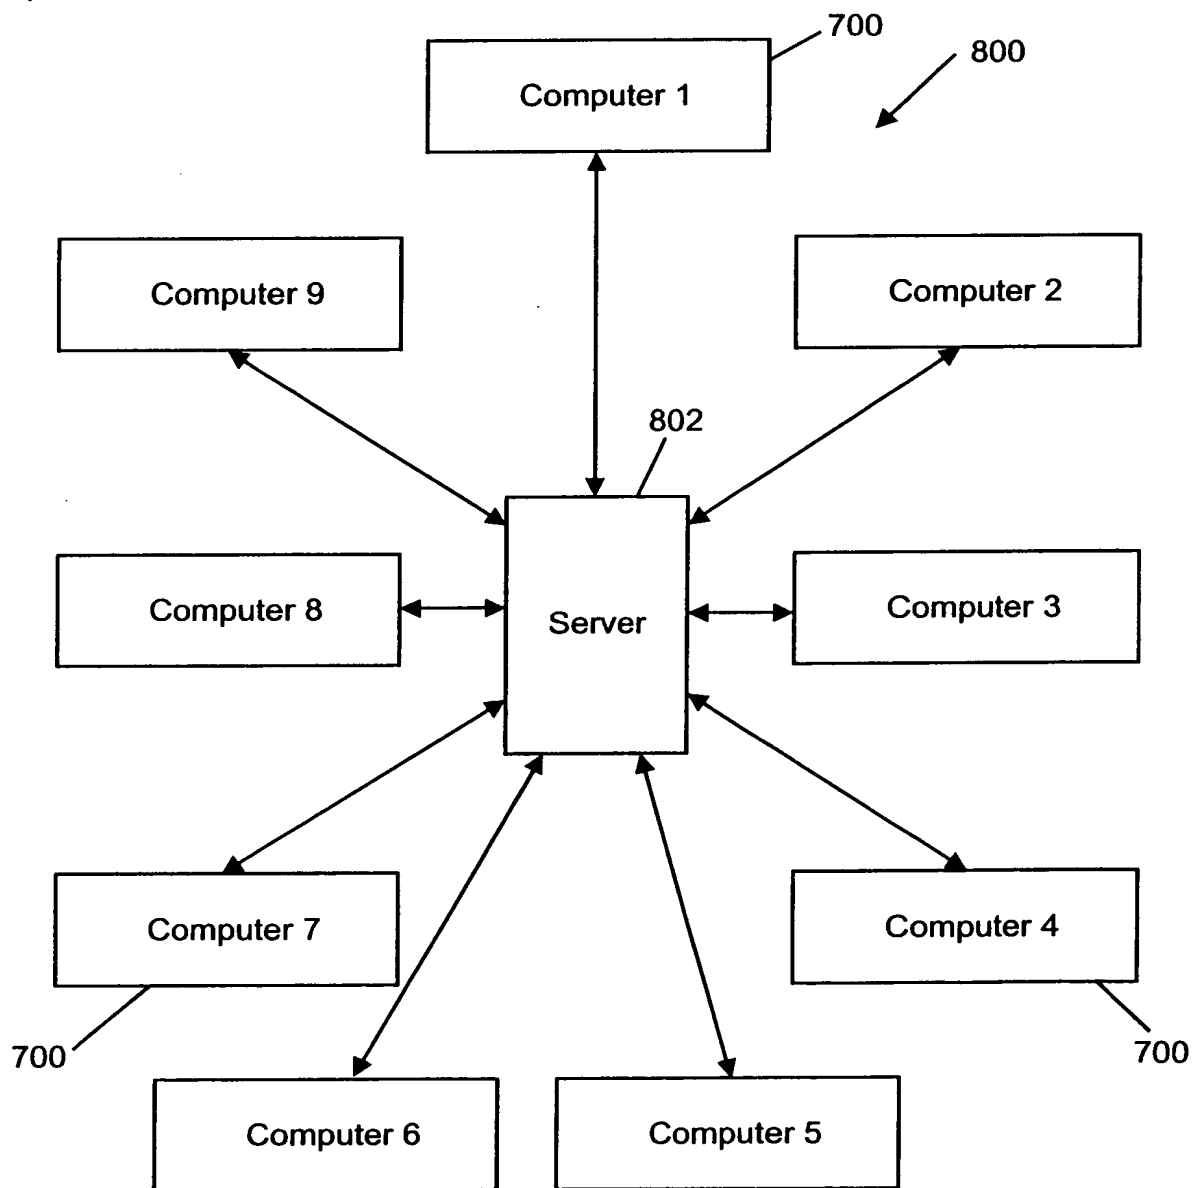 700
800
Computer 1
Computer 9
Computer 2
802
Computer 8
Server
Computer 3
Computer 7
Computer 4
700
700
Computer 6
Computer 5